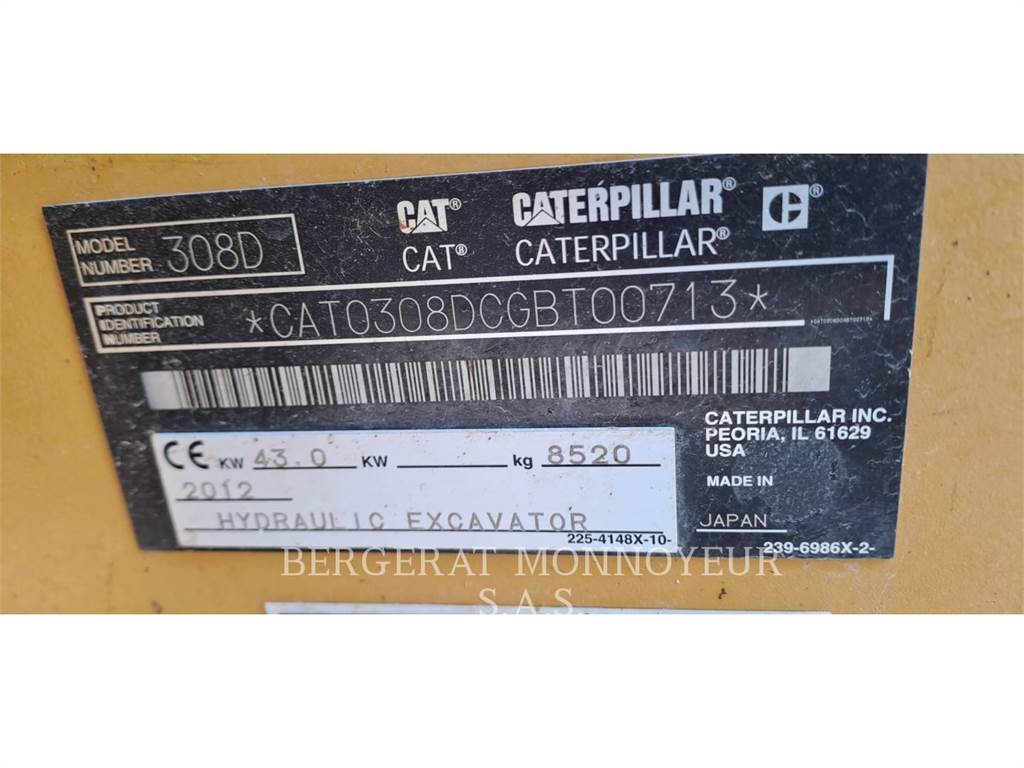 CAT® CATERPILLAR® ®
MODEL NUMBER 308D
CAT® CATERPILLAR®
PRODUCT IDENTIFICATION NUMBER *CAT0308DCGBT00713*
CATERPILLAR INC.
PEORIA, IL 61629
USA
CE KW 43.0 KW kg 8520
MADE IN
2012
JAPAN
HYDRAULIC EXCAVATOR
225-4148X-10-
239-6986X-2-
BERGERAT MONNOYEUR
S.A.S.